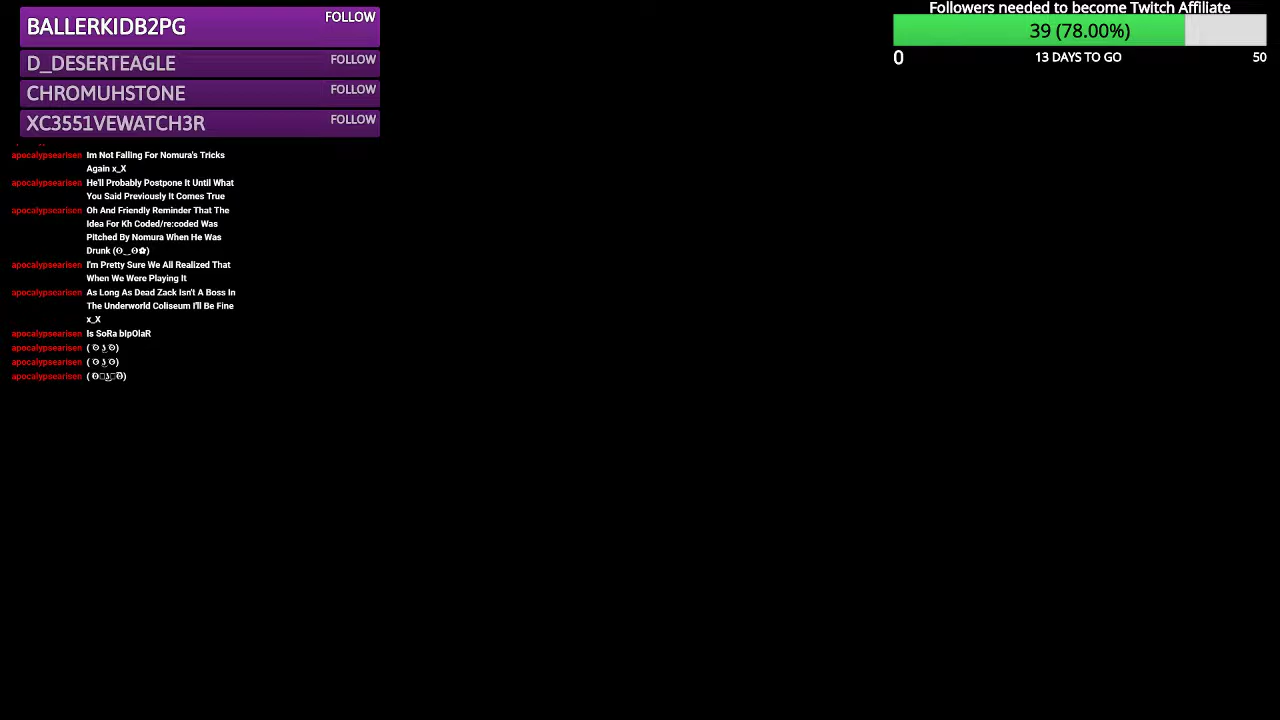 BALLERKIDB2PG FOLLOW
D_DESERTEAGLE FOLLOW
CHROMUHSTONE FOLLOW
XC3551VEWATCH3R FOLLOW
Followers needed to become Twitch Affiliate
39 (78.00%)
0 13 DAYS TO GO 50
apocalypsearisen Im Not Falling For Nomura's Tricks
Again x_X
apocalypsearisen He'll Probably Postpone It Until What
You Said Previously It Comes True
apocalypsearisen Oh And Friendly Reminder That The
Idea For Kh Coded/re:coded Was
Pitched By Nomura When He Was
Drunk (ʘ‿ʘ✿)
apocalypsearisen I'm Pretty Sure We All Realized That
When We Were Playing It
apocalypsearisen As Long As Dead Zack Isn't A Boss In
The Underworld Coliseum I'll Be Fine
x_X
apocalypsearisen Is SoRa bIpOlaR
apocalypsearisen
apocalypsearisen
apocalypsearisen